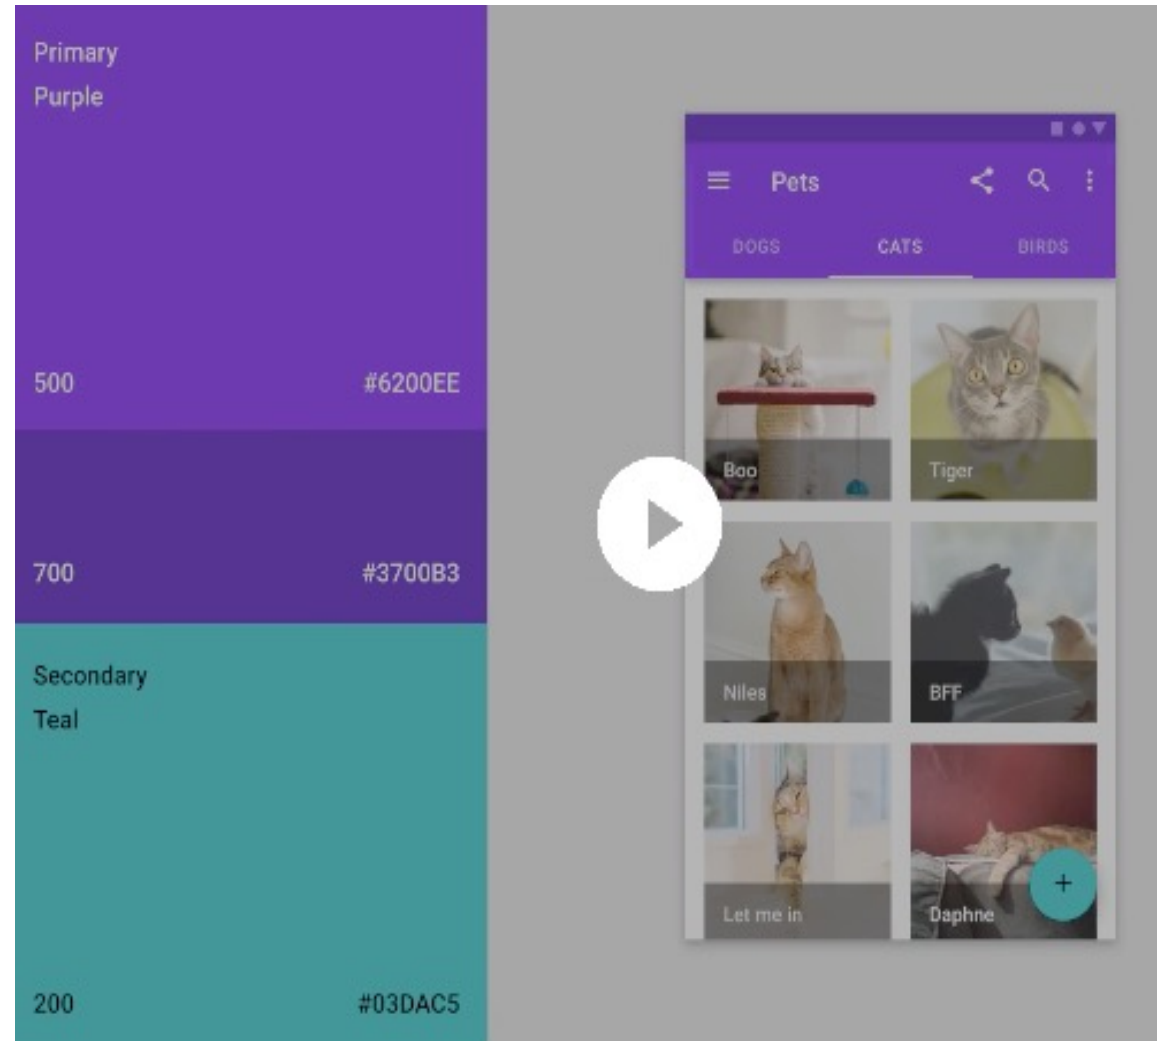 Primary
Purple
500 #6200EE
700 #3700B3
Secondary
Teal
200 #03DAC5
Pets
DOGS CATS BIRDS
Boo Tiger
Niles BFF
Let me in Daphne
+